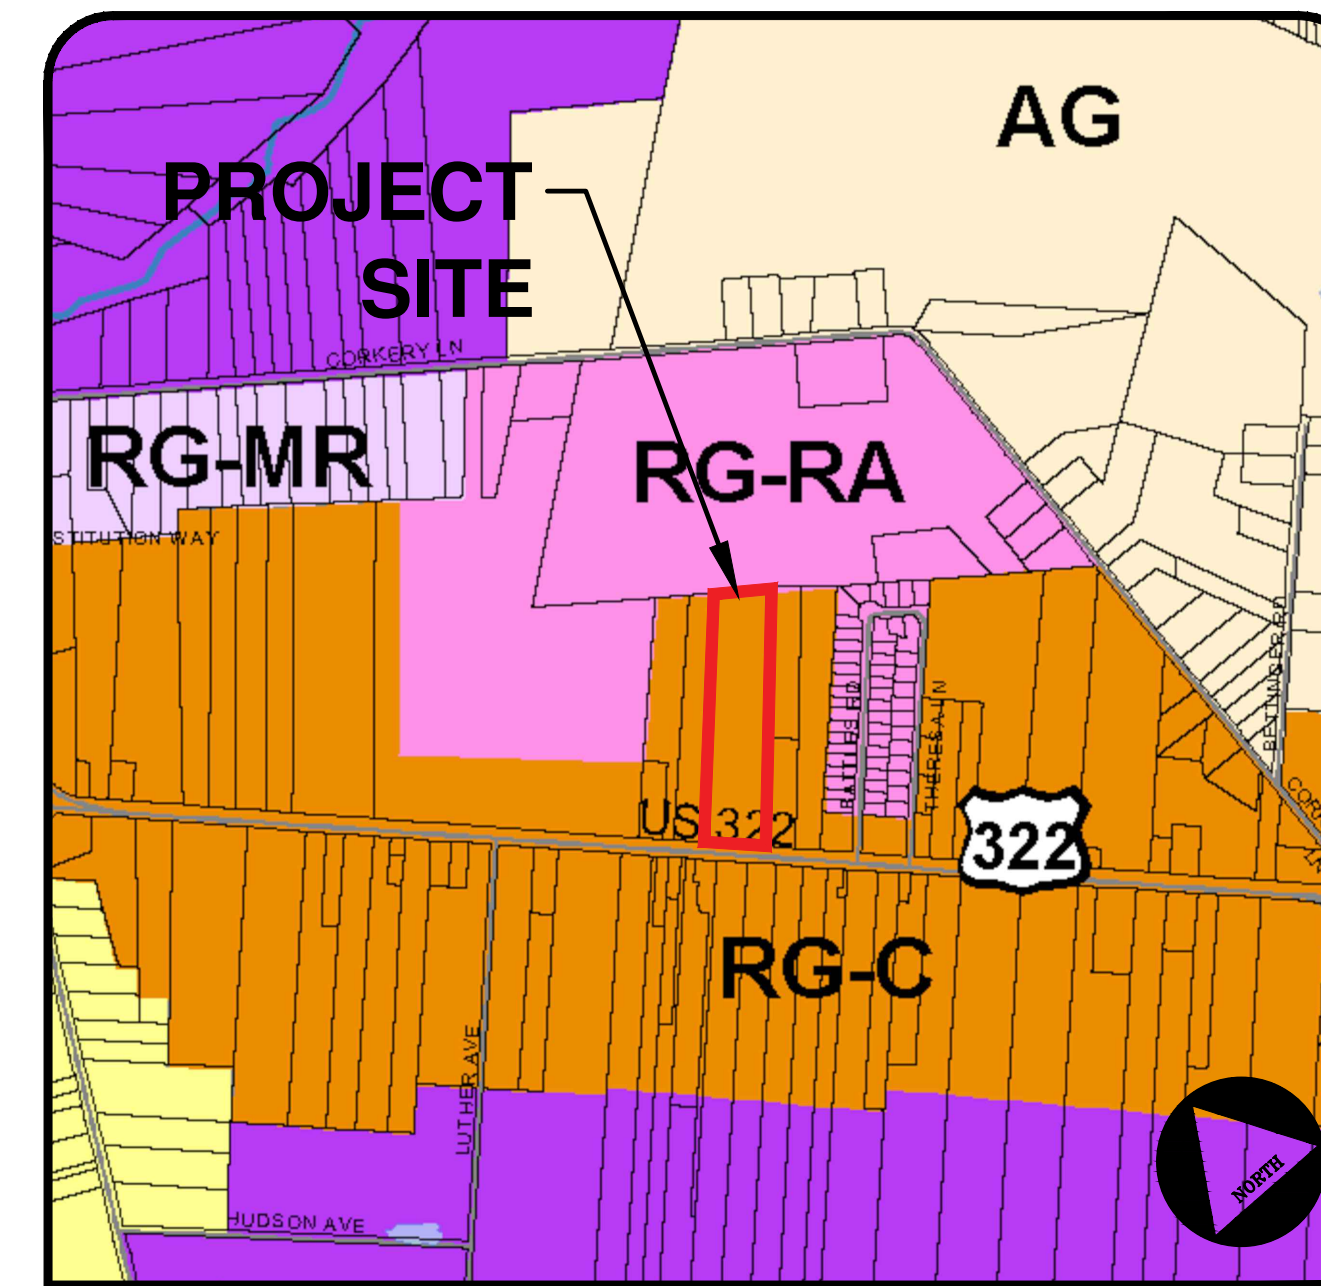 AG
PROJECT
SITE
CORKERY LN
RG-MR
RG-RA
STITUTION WAY
BETTINGER RD
BATTLES RD
THERESA LN
US 322
322
COR
RG-C
LUTHER AVE
NORTH
HUDSON AVE